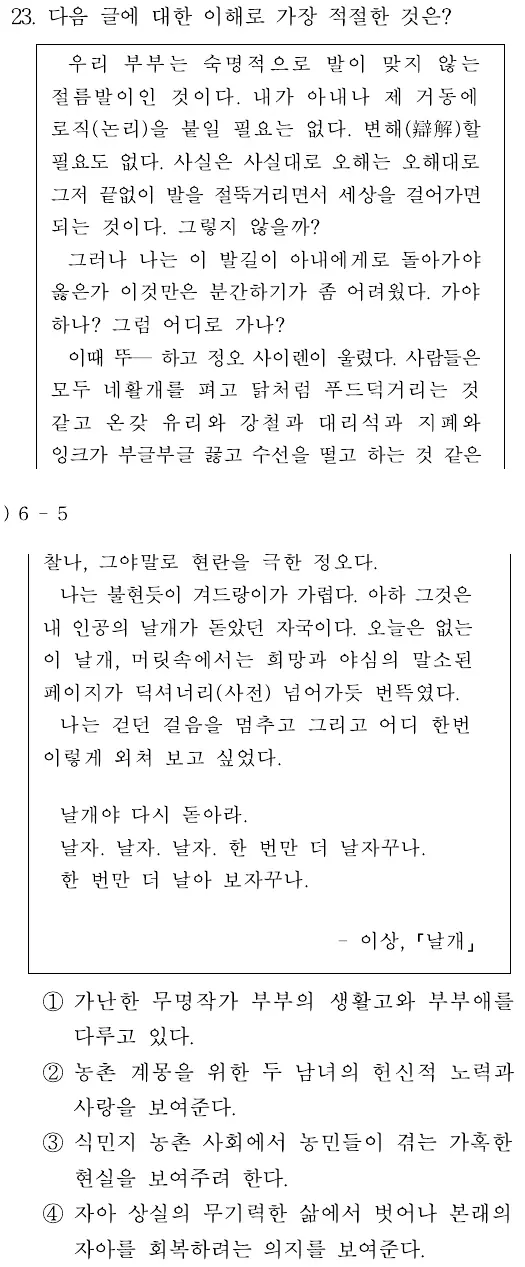 23. 다음 글에 대한 이해로 가장 적절한 것은?
우리 부부는 숙명적으로 발이 맞지 않는
절름발이인 것이다. 내가 아내나 제 거동에
로직(논리)을 붙일 필요는 없다. 변해(辯解)할
필요도 없다. 사실은 사실대로 오해는 오해대로
그저 끝없이 발을 절뚝거리면서 세상을 걸어가면
되는 것이다. 그렇지 않을까?
그러나 나는 이 발길이 아내에게로 돌아가야
옳은가 이것만은 분간하기가 좀 어려웠다. 가야
하나? 그럼 어디로 가나?
이때 뚜― 하고 정오 사이렌이 울렸다. 사람들은
모두 네활개를 펴고 닭처럼 푸드덕거리는 것
같고 온갖 유리와 강철과 대리석과 지폐와
잉크가 부글부글 끓고 수선을 떨고 하는 것 같은
) 6 - 5
찰나, 그야말로 현란을 극한 정오다.
나는 불현듯이 겨드랑이가 가렵다. 아하 그것은
내 인공의 날개가 돋았던 자국이다. 오늘은 없는
이 날개, 머릿속에서는 희망과 야심의 말소된
페이지가 딕셔너리(사전) 넘어가듯 번뜩였다.
나는 걷던 걸음을 멈추고 그리고 어디 한번
이렇게 외쳐 보고 싶었다.
날개야 다시 돋아라.
날자. 날자. 날자. 한 번만 더 날자꾸나.
한 번만 더 날아 보자꾸나.
- 이상, 「날개」
① 가난한 무명작가 부부의 생활고와 부부애를
다루고 있다.
② 농촌 계몽을 위한 두 남녀의 헌신적 노력과
사랑을 보여준다.
③ 식민지 농촌 사회에서 농민들이 겪는 가혹한
현실을 보여주려 한다.
④ 자아 상실의 무기력한 삶에서 벗어나 본래의
자아를 회복하려는 의지를 보여준다.